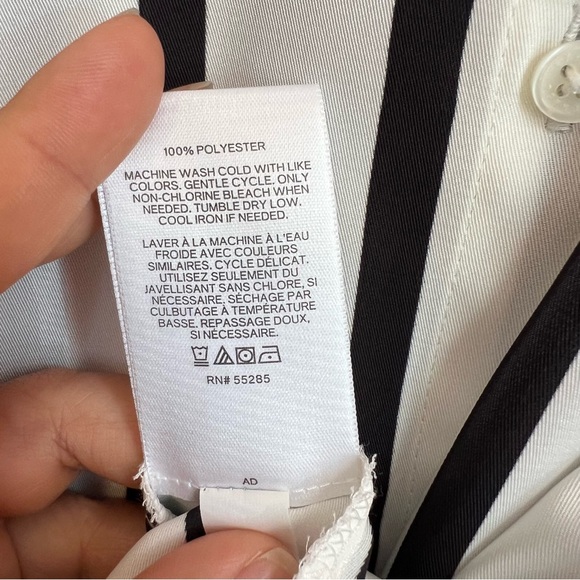 100% POLYESTER
MACHINE WASH COLD WITH LIKE
COLORS. GENTLE CYCLE. ONLY
NON-CHLORINE BLEACH WHEN
NEEDED. TUMBLE DRY LOW.
COOL IRON IF NEEDED.
LAVER À LA MACHINE À L'EAU
FROIDE AVEC COULEURS
SIMILAIRES. CYCLE DÉLICAT.
UTILISEZ SEULEMENT DU
JAVELLISANT SANS CHLORE, SI
NÉCESSAIRE. SÉCHAGE PAR
CULBUTAGE À TEMPÉRATURE
BASSE. REPASSAGE DOUX,
SI NÉCESSAIRE.
RN# 55285
AD